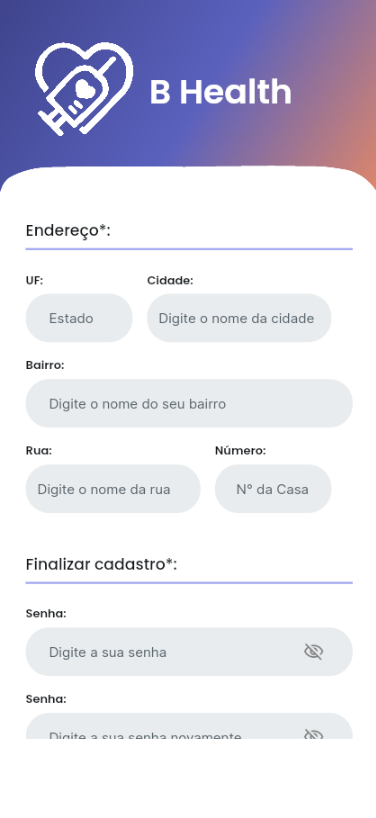 B Health
Endereço*:
UF: Cidade:
Estado Digite o nome da cidade
Bairro:
Digite o nome do seu bairro
Rua: Número:
Digite o nome da rua N° da Casa
Finalizar cadastro*:
Senha:
Digite a sua senha
Senha:
Digite a sua senha novamente